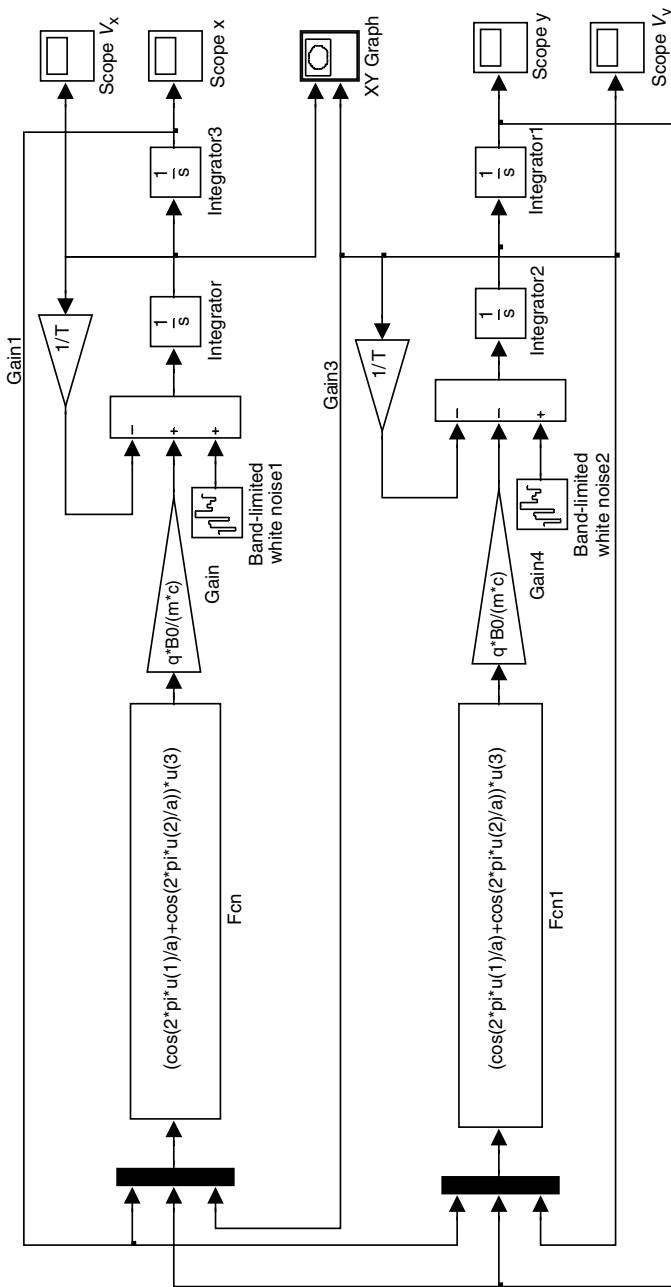 Gain1
1/T
Scope Vx
(cos(2*pi*u(1)/a)+cos(2*pi*u(2)/a))*u(3)
Fcn
q*B0/(m*c)
Gain
−
+
+
Band-limited
white noise1
1
s
Integrator
1
s
Integrator3
Scope x
Gain3
XY Graph
1/T
(cos(2*pi*u(1)/a)+cos(2*pi*u(2)/a))*u(3)
Fcn1
q*B0/(m*c)
Gain4
−
−
+
Band-limited
white noise2
1
s
Integrator2
1
s
Integrator1
Scope y
Scope Vy